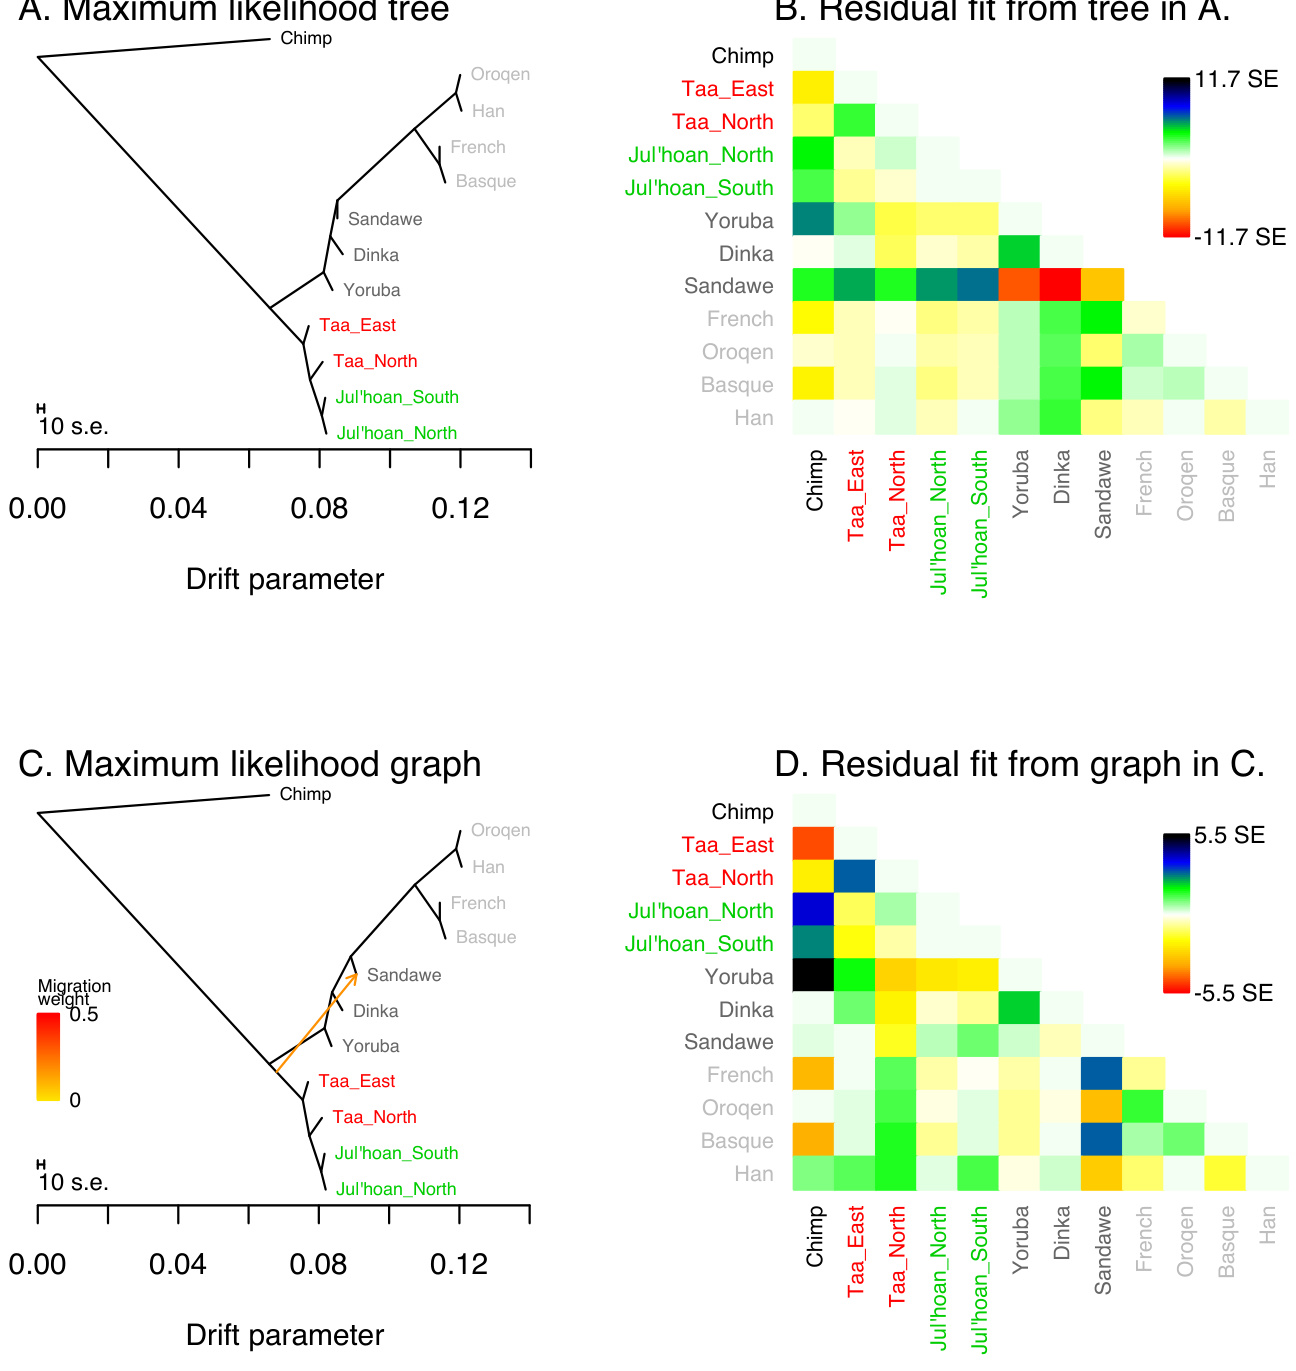 A. Maximum likelihood tree
Chimp
Oroqen
Han
French
Basque
Sandawe
Dinka
Yoruba
Taa_East
Taa_North
Jul'hoan_South
Jul'hoan_North
10 s.e.
0.00 0.04 0.08 0.12
Drift parameter
B. Residual fit from tree in A.
Chimp
Taa_East
Taa_North
Jul'hoan_North
Jul'hoan_South
Yoruba
Dinka
Sandawe
French
Oroqen
Basque
Han
11.7 SE
-11.7 SE
Chimp
Taa_East
Taa_North
Jul'hoan_North
Jul'hoan_South
Yoruba
Dinka
Sandawe
French
Oroqen
Basque
Han
C. Maximum likelihood graph
Chimp
Oroqen
Han
French
Basque
Sandawe
Dinka
Yoruba
Taa_East
Taa_North
Jul'hoan_South
Jul'hoan_North
Migration
weight
0.5
0
10 s.e.
0.00 0.04 0.08 0.12
Drift parameter
D. Residual fit from graph in C.
Chimp
Taa_East
Taa_North
Jul'hoan_North
Jul'hoan_South
Yoruba
Dinka
Sandawe
French
Oroqen
Basque
Han
5.5 SE
-5.5 SE
Chimp
Taa_East
Taa_North
Jul'hoan_North
Jul'hoan_South
Yoruba
Dinka
Sandawe
French
Oroqen
Basque
Han